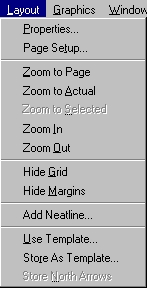 Layout Graphics Window
Properties...
Page Setup...
Zoom to Page
Zoom to Actual
Zoom to Selected
Zoom In
Zoom Out
Hide Grid
Hide Margins
Add Neatline...
Use Template...
Store As Template...
Store North Arrows